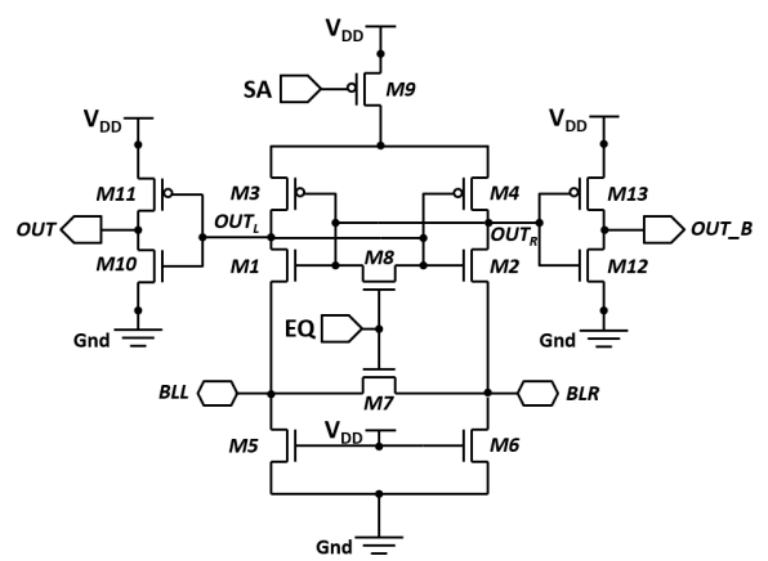 VDD
SA
M9
VDD
VDD
M11
M3
M4
M13
OUT
OUTL
OUTR
OUT_B
M10
M1
M8
M2
M12
EQ
Gnd
Gnd
BLL
M7
BLR
M5
VDD
M6
Gnd